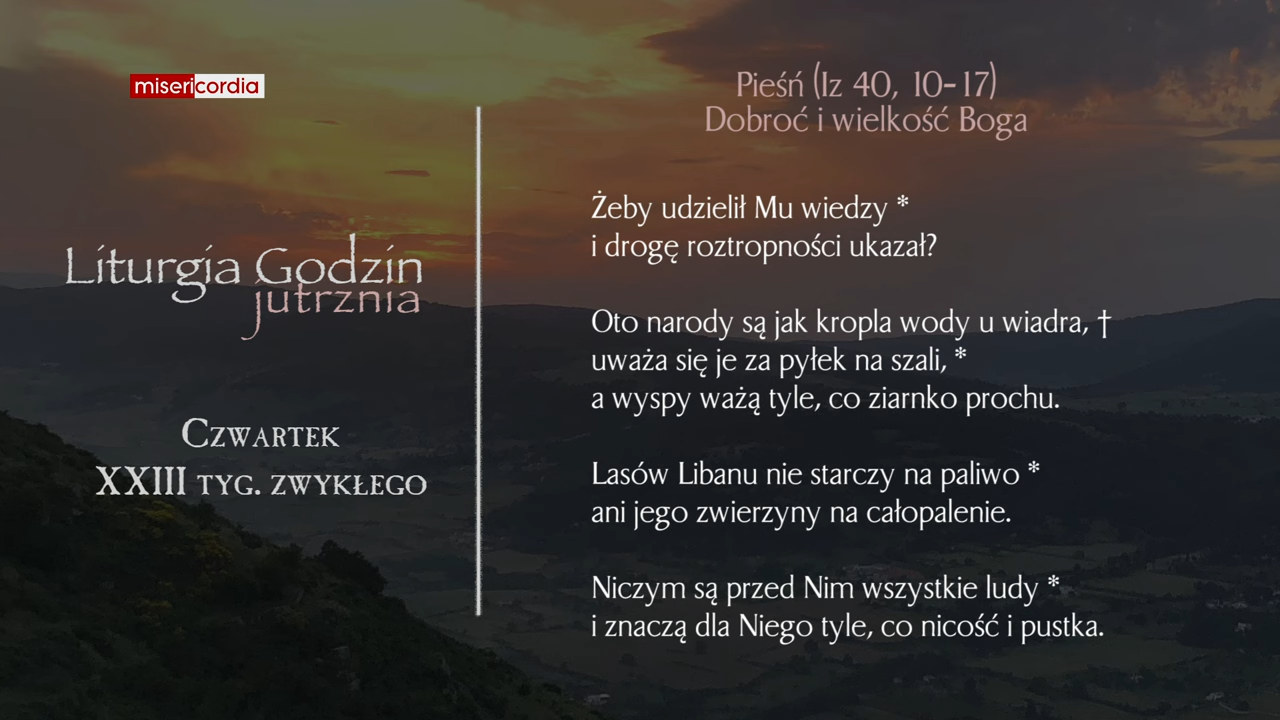 misericordia
Liturgia Godzin
jutrznia
Czwartek
XXIII tyg. zwykłego
Pieśń (Iz 40, 10-17)
Dobroć i wielkość Boga
Żeby udzielił Mu wiedzy *
i drogę roztropności ukazał?
Oto narody są jak kropla wody u wiadra, †
uważa się je za pyłek na szali, *
a wyspy ważą tyle, co ziarnko prochu.
Lasów Libanu nie starczy na paliwo *
ani jego zwierzyny na całopalenie.
Niczym są przed Nim wszystkie ludy *
i znaczą dla Niego tyle, co nicość i pustka.